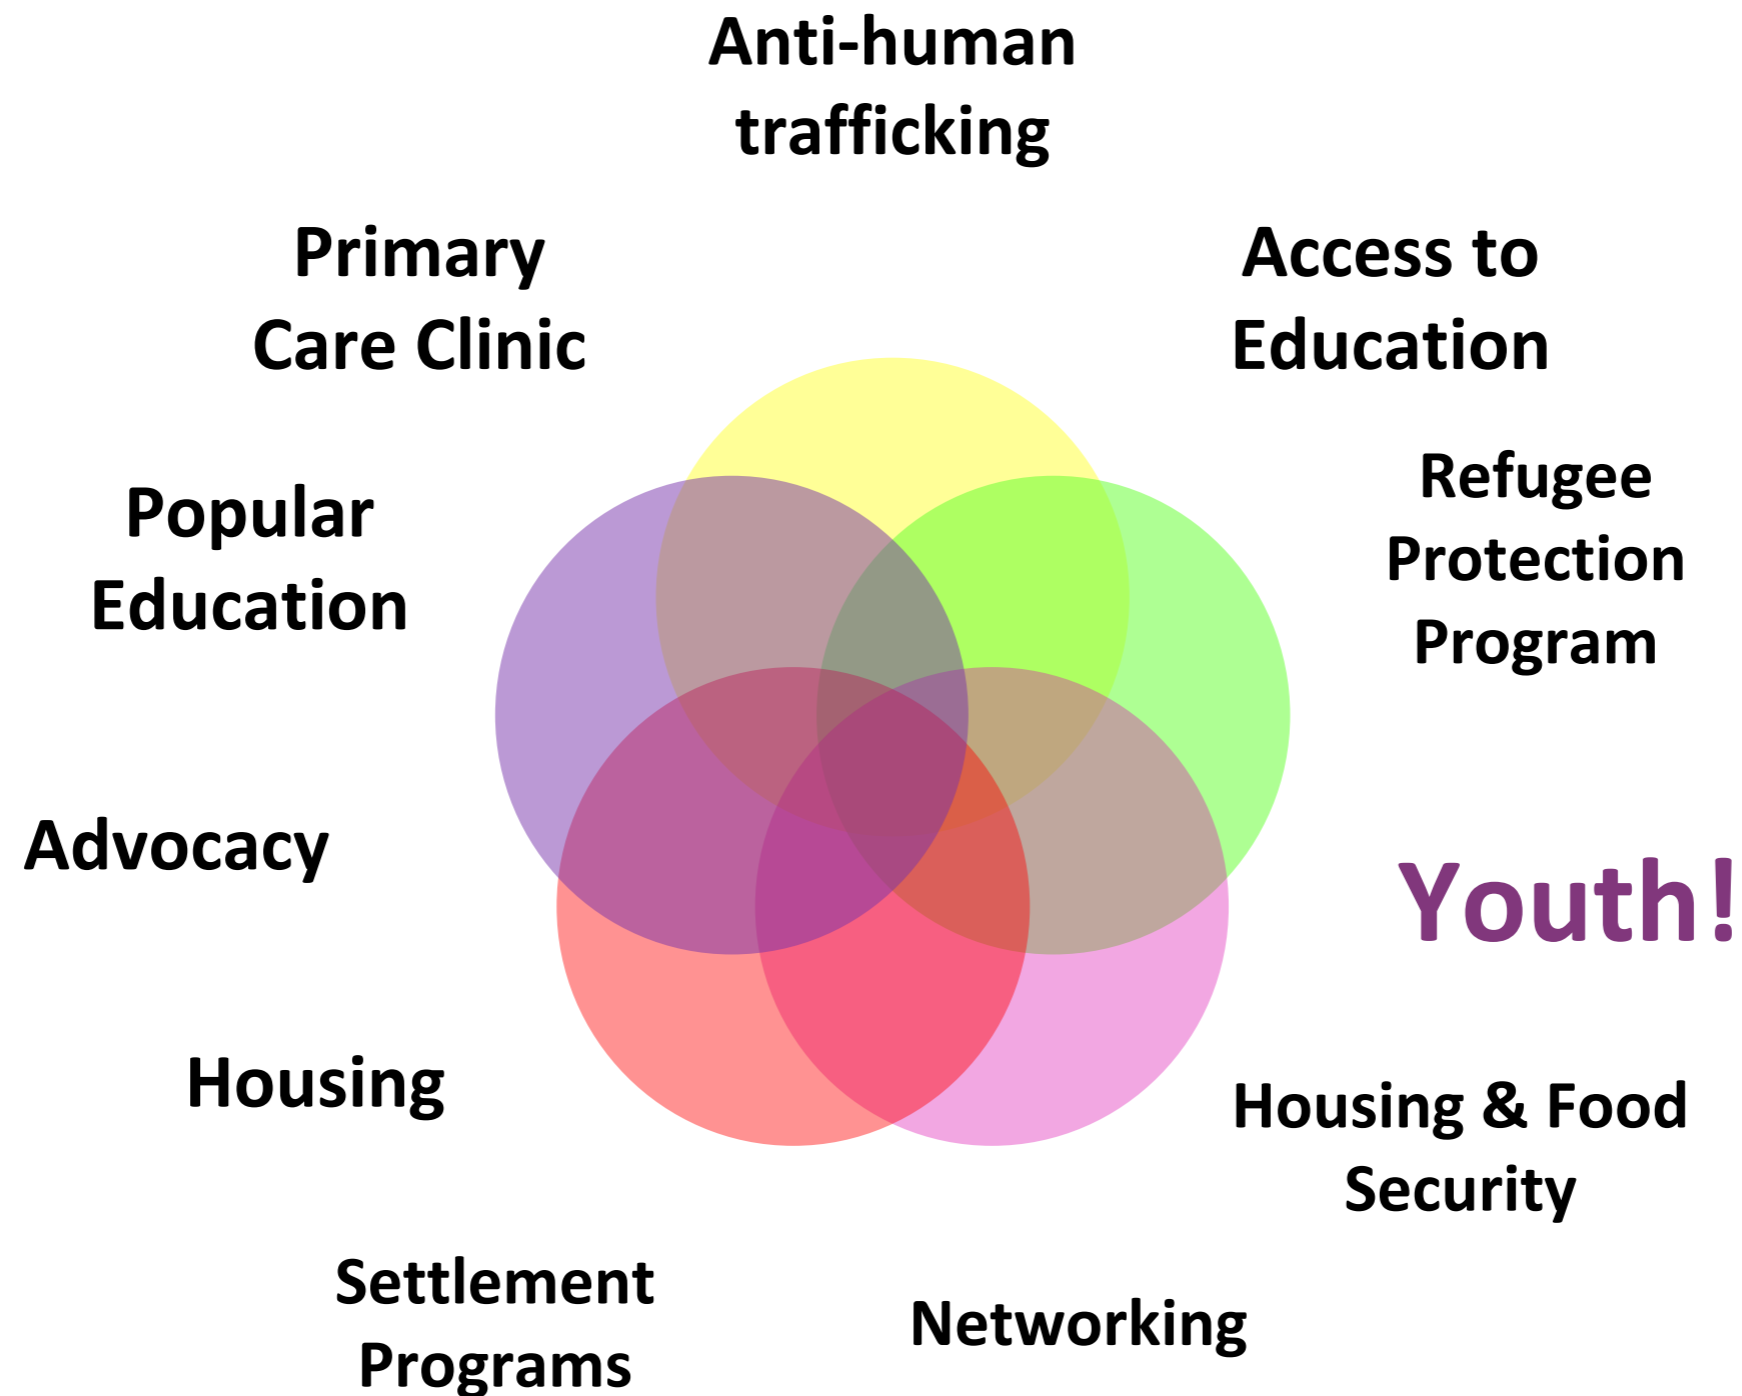 Anti-human
trafficking
Primary
Care Clinic
Access to
Education
Refugee
Protection
Program
Popular
Education
Advocacy
Youth!
Housing
Housing & Food
Security
Settlement
Programs
Networking